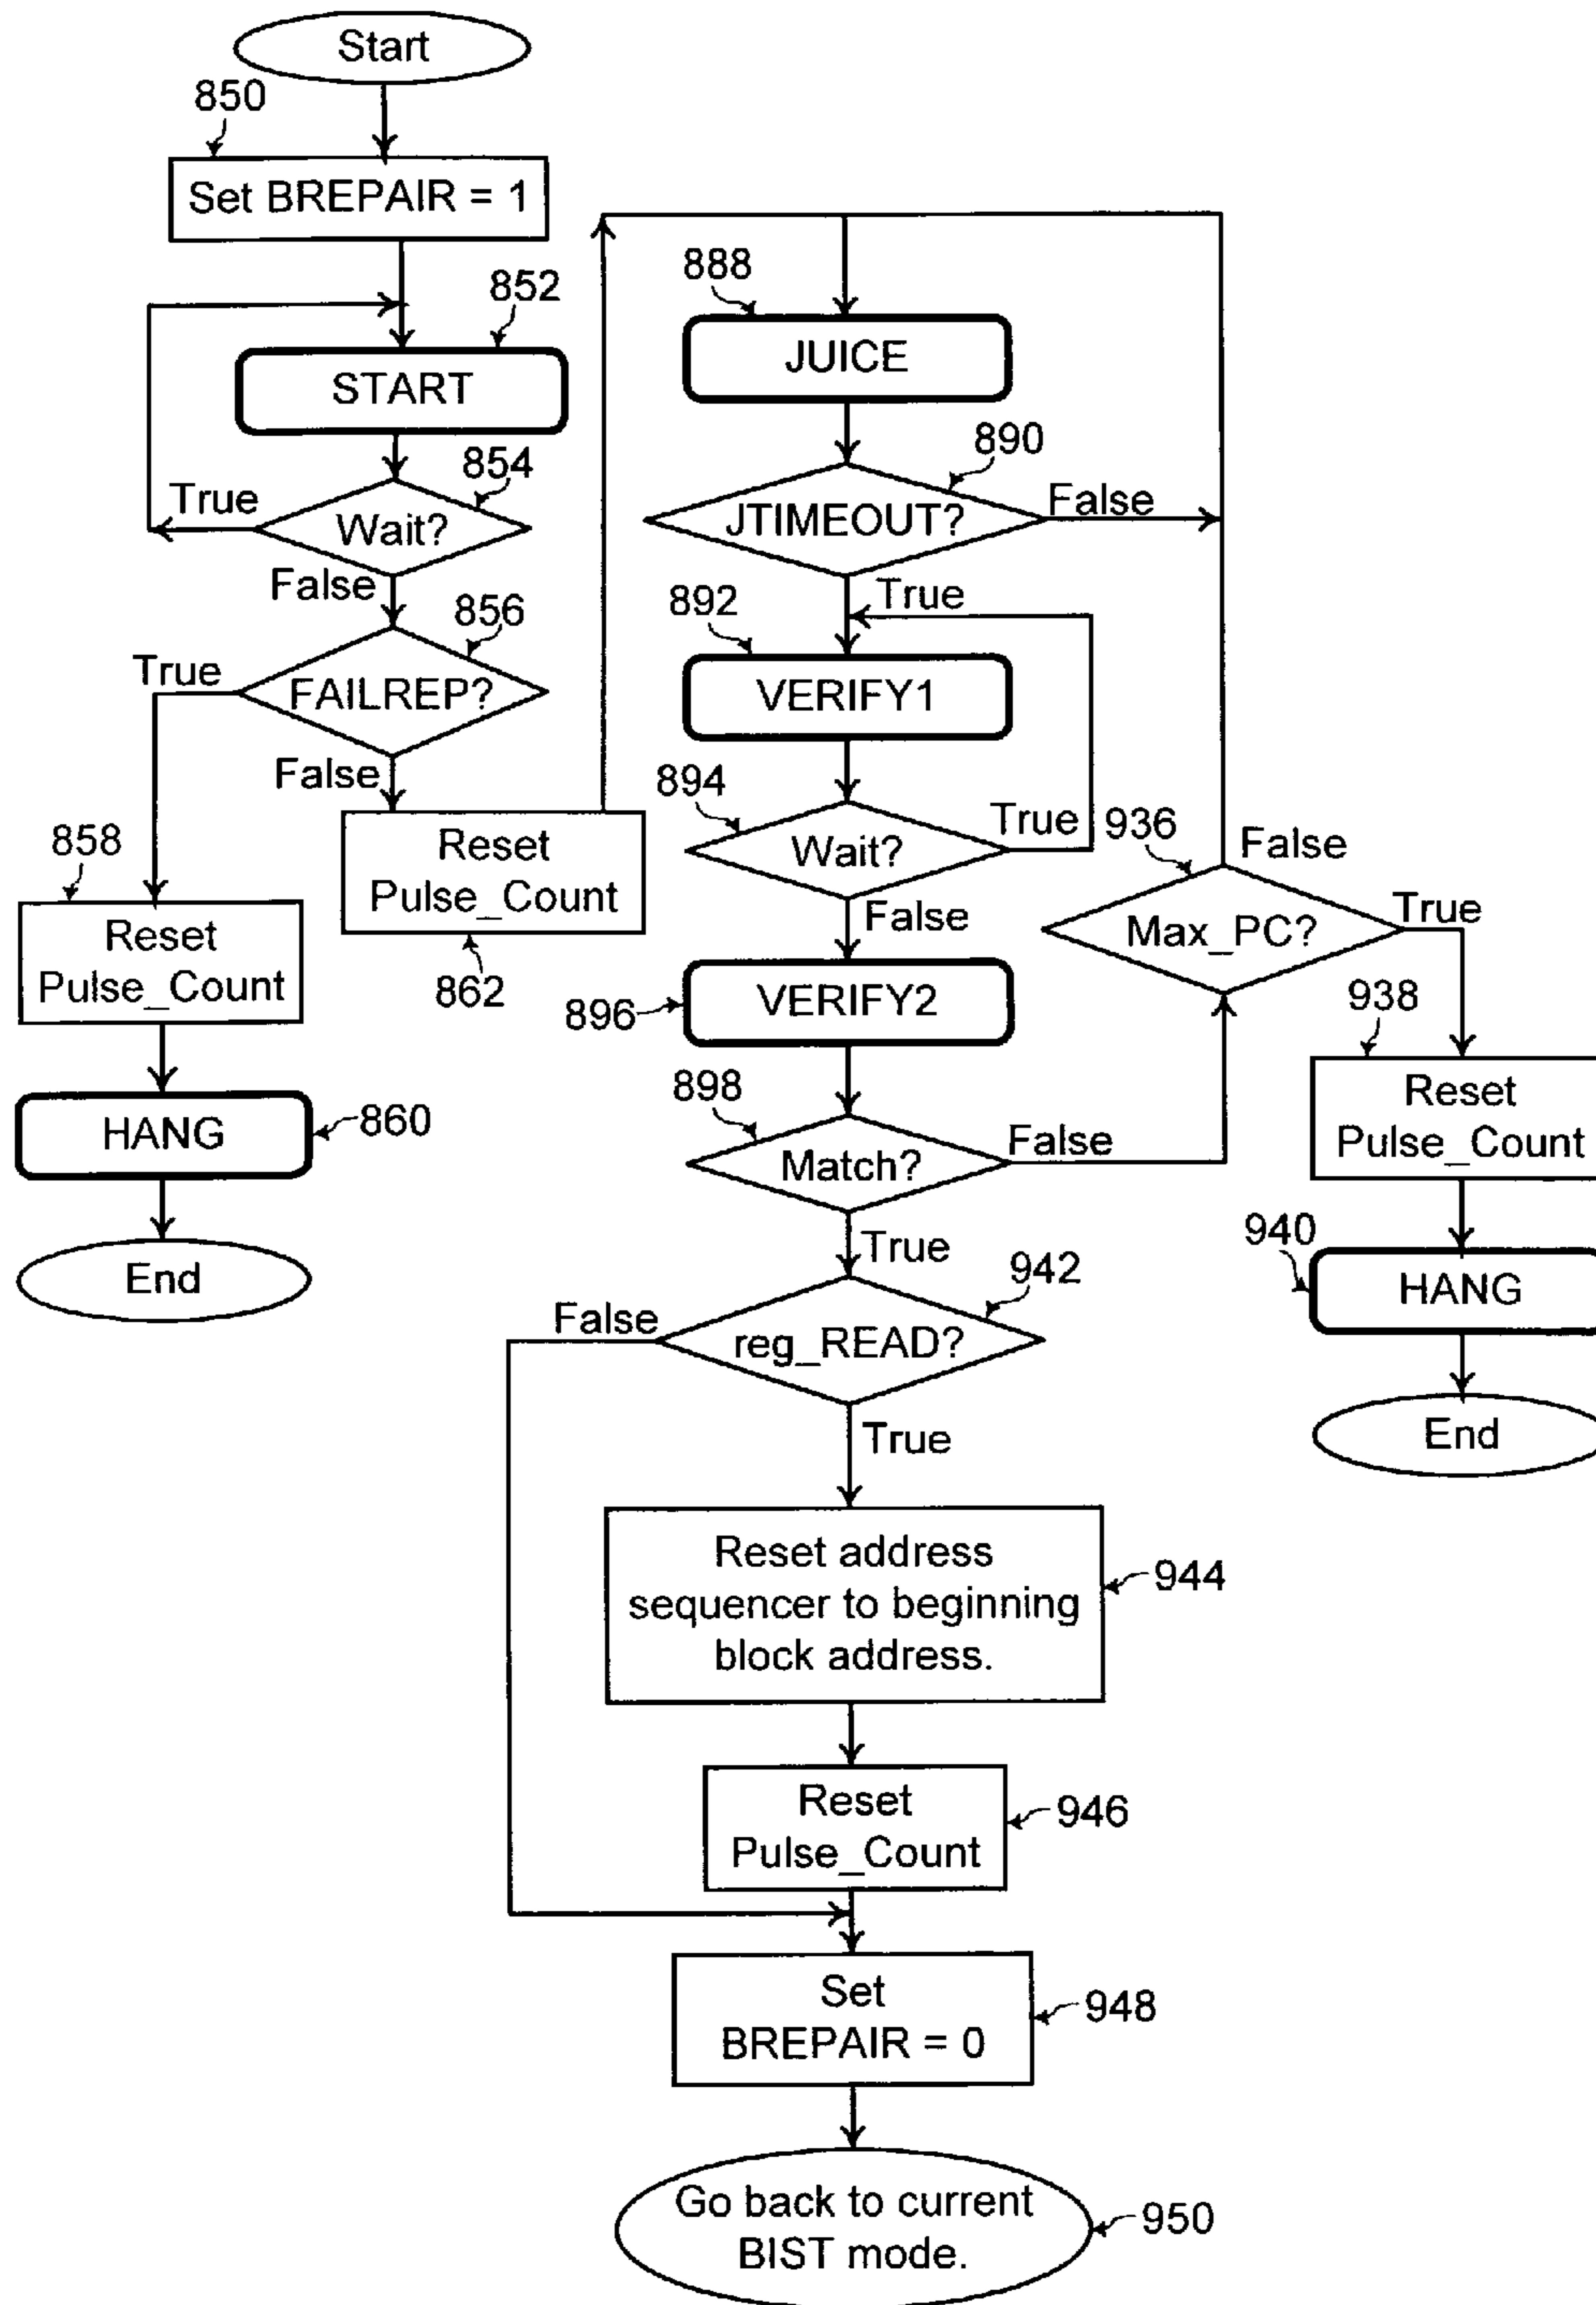 Start
850
Set BREPAIR = 1
852
START
854
True
Wait?
False
856
True
FAILREP?
False
858
Reset
Pulse_Count
860
HANG
End
Reset
Pulse_Count
862
888
JUICE
890
JTIMEOUT?
False
True
892
VERIFY1
894
Wait?
True
False
896
VERIFY2
898
Match?
False
True
936
False
Max_PC?
True
938
Reset
Pulse_Count
940
HANG
End
942
False
reg_READ?
True
Reset address
sequencer to beginning
block address.
944
Reset
Pulse_Count
946
Set
BREPAIR = 0
948
Go back to current
BIST mode.
950